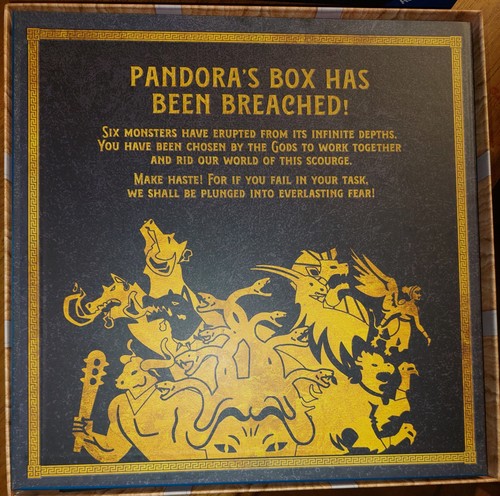 PANDORA'S BOX HAS
BEEN BREACHED!
SIX MONSTERS HAVE ERUPTED FROM ITS INFINITE DEPTHS.
YOU HAVE BEEN CHOSEN BY THE GODS TO WORK TOGETHER
AND RID OUR WORLD OF THIS SCOURGE.
MAKE HASTE! FOR IF YOU FAIL IN YOUR TASK,
WE SHALL BE PLUNGED INTO EVERLASTING FEAR!